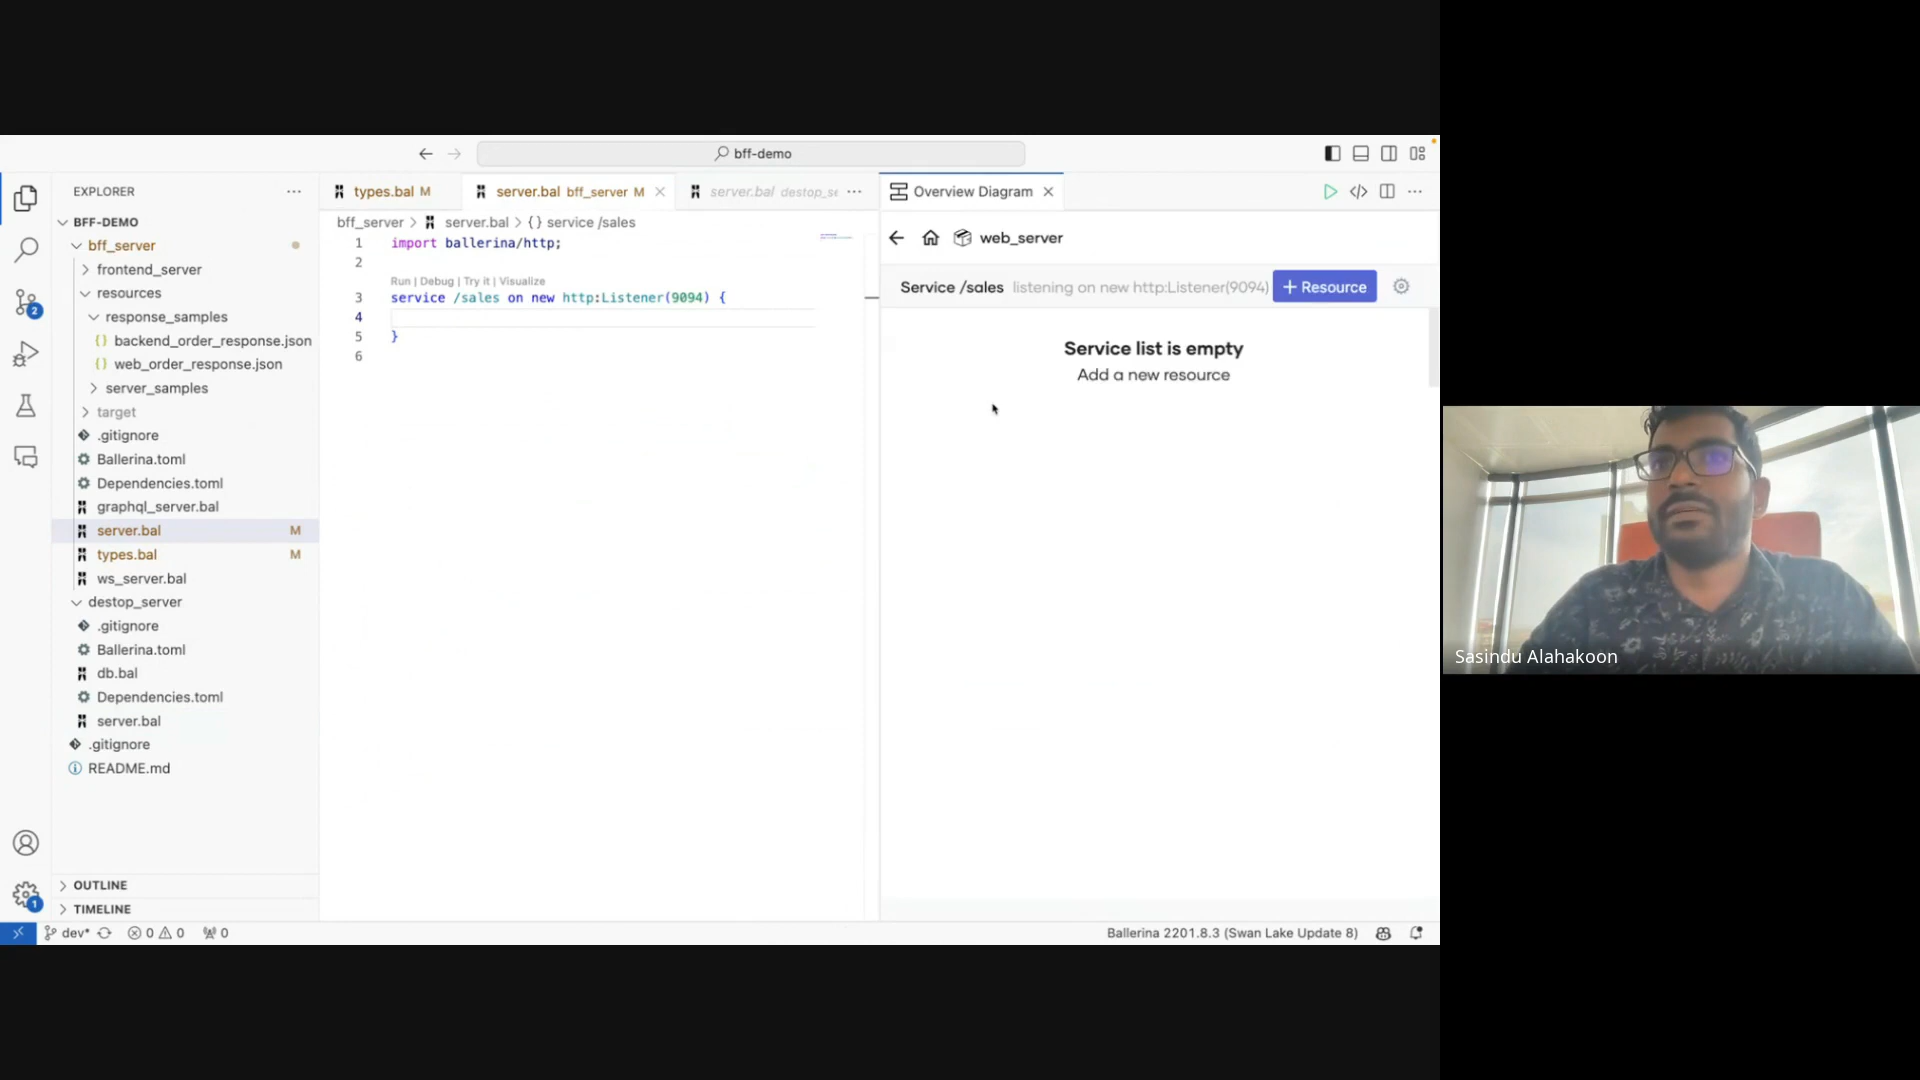 bff-demo
EXPLORER
BFF-DEMO
bff_server
frontend_server
resources
response_samples
backend_order_response.json
web_order_response.json
server_samples
target
.gitignore
Ballerina.toml
Dependencies.toml
graphql_server.bal
server.bal M
types.bal M
ws_server.bal
destop_server
.gitignore
Ballerina.toml
db.bal
Dependencies.toml
server.bal
.gitignore
README.md
OUTLINE
TIMELINE
types.bal M
server.bal bff_server M
server.bal destop_se
bff_server > server.bal > {} service /sales
1 import ballerina/http;
2
Run | Debug | Try it | Visualize
3 service /sales on new http:Listener(9094) {
4
5 }
6
Overview Diagram
web_server
Service /sales listening on new http:Listener(9094) + Resource
Service list is empty
Add a new resource
2
1
dev* 0 0 0
Ballerina 2201.8.3 (Swan Lake Update 8)
Sasindu Alahakoon